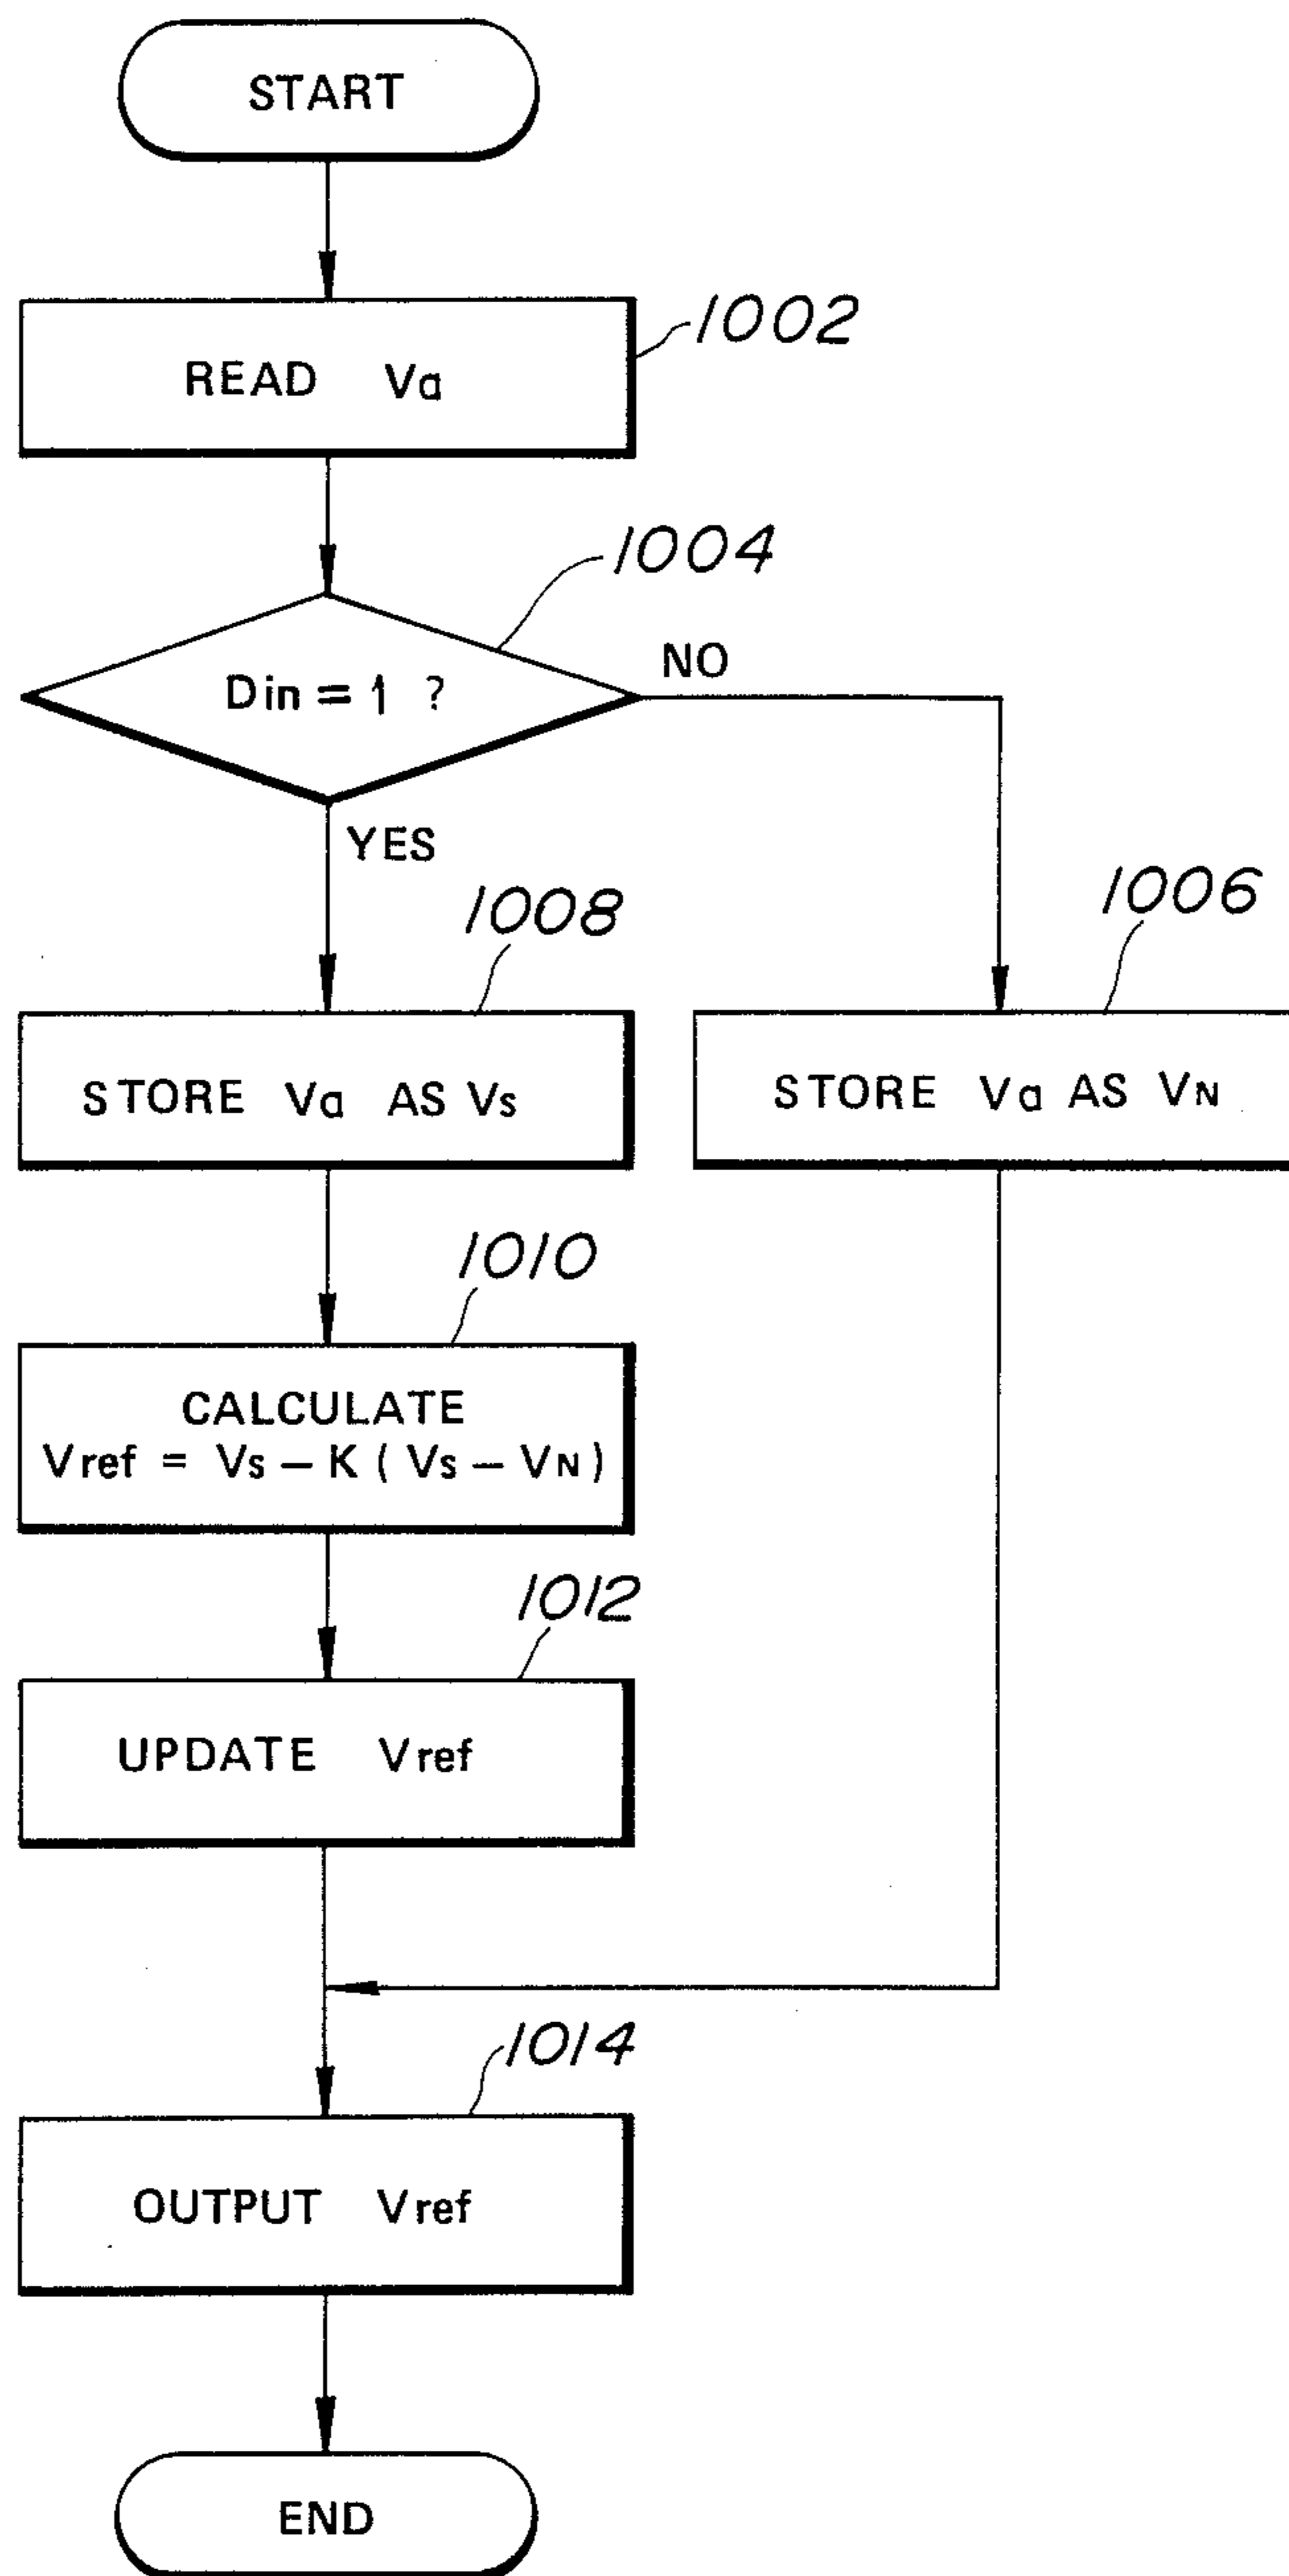 START
1002
READ Va
1004
Din = 1 ?
NO
YES
1008
1006
STORE Va AS Vs
STORE Va AS VN
1010
CALCULATE
Vref = Vs – K ( Vs – VN )
1012
UPDATE Vref
1014
OUTPUT Vref
END